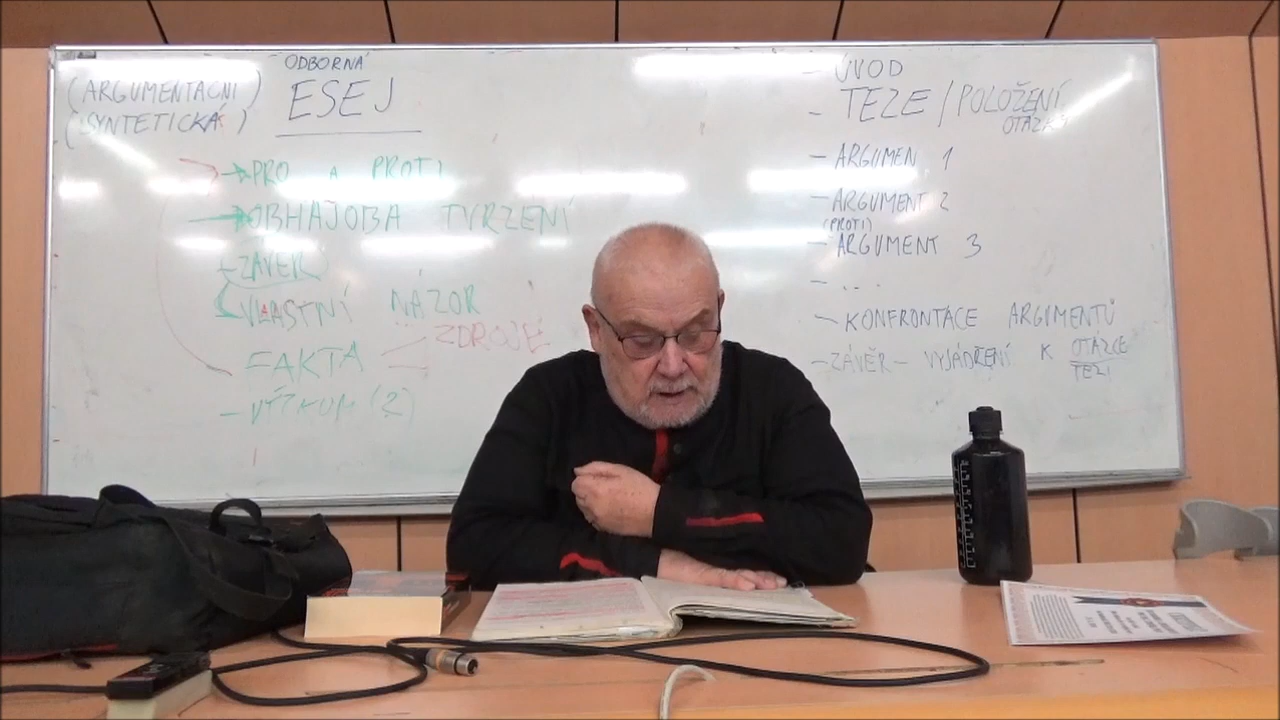 ODBORNÁ
(ARGUMENTAČNÍ) ESEJ
(SYNTETICKÁ)
PRO A PROTI
OBHAJOBA TVRZENÍ
-ZÁVĚR
VLASTNÍ NÁZOR
ZDROJE
FAKTA
- VÝZKUM (?)
- ÚVOD
- TEZE / POLOŽENÍ
OTÁZKY
- ARGUMEN 1
- ARGUMENT 2
(PROTI)
- ARGUMENT 3
- ...
- KONFRONTACE ARGUMENTŮ
- ZÁVĚR - VYJÁDŘENÍ K OTÁZCE
TEZI